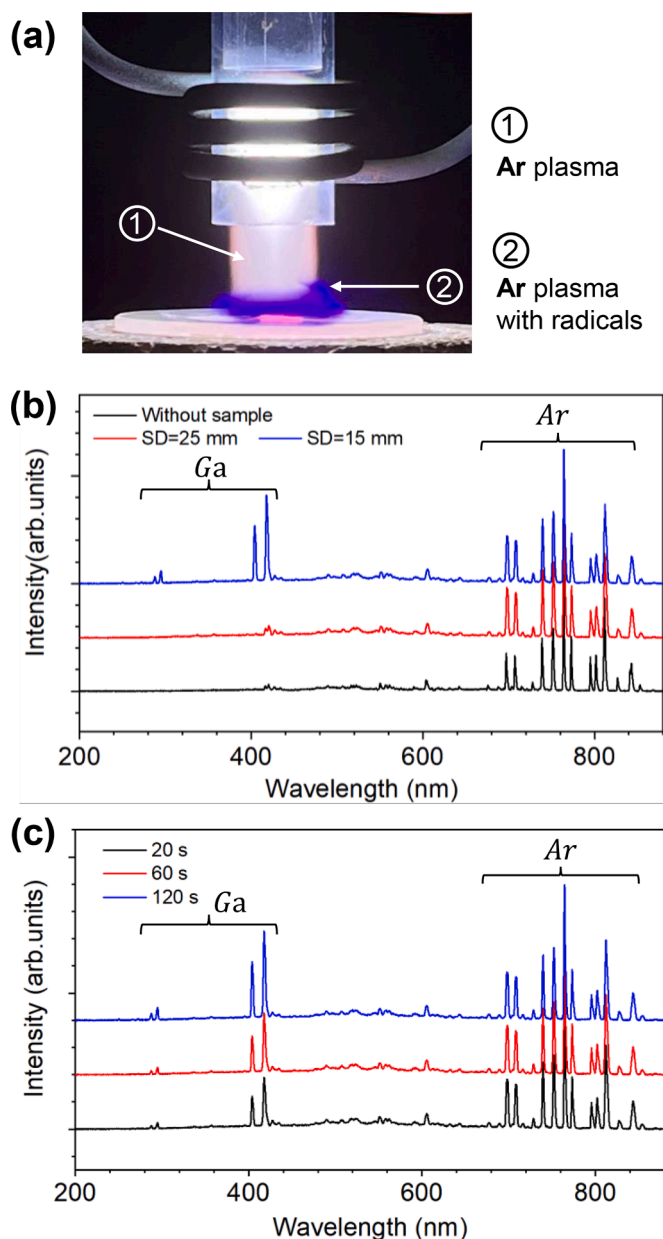 (a)
①
Ar plasma
②
Ar plasma
with radicals
①
②
(b)
Without sample
SD=25 mm SD=15 mm
Ga
Ar
Intensity(arb.units)
200 400 600 800
Wavelength (nm)
(c)
20 s
60 s
120 s
Ga
Ar
Intensity (arb.units)
200 400 600 800
Wavelength (nm)